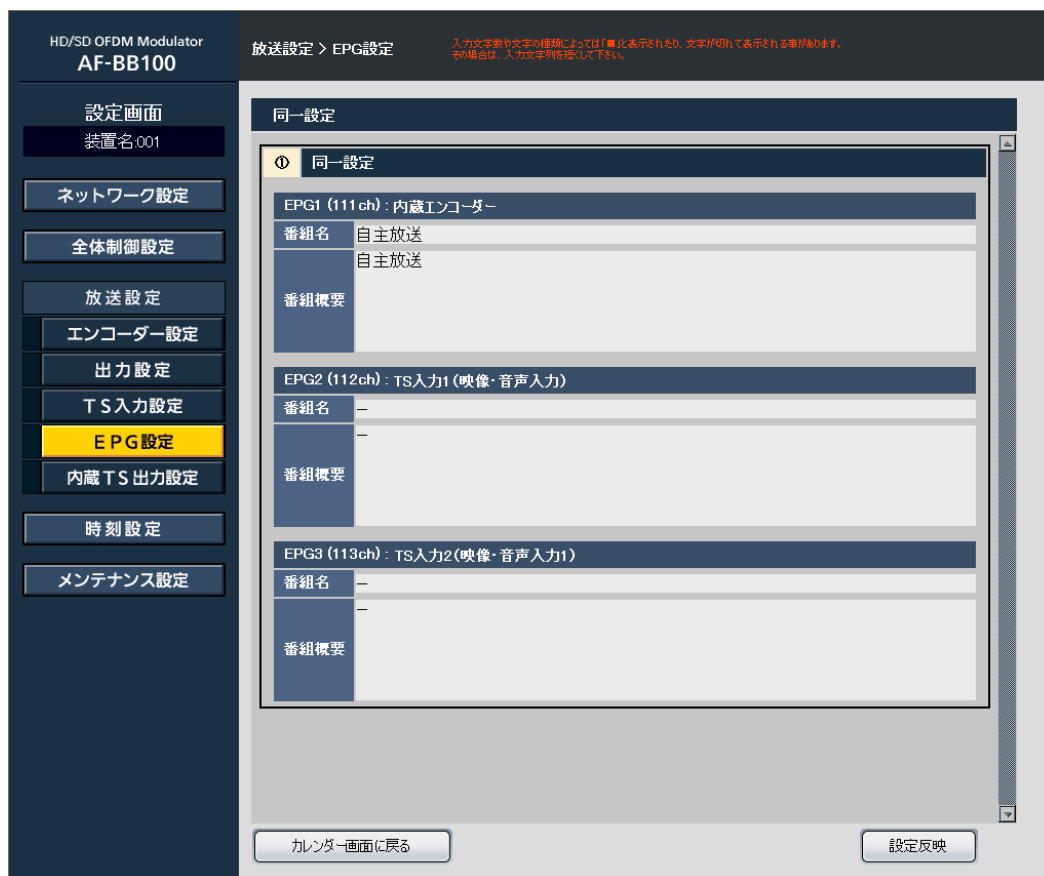 HD/SD OFDM Modulator
AF-BB100
設定画面
装置名:001
ネットワーク設定
全体制御設定
放送設定
エンコーダー設定
出力設定
TS入力設定
EPG設定
内蔵TS出力設定
時刻設定
メンテナンス設定
放送設定 > EPG設定
入力文字数や文字の種類によっては「■」と表示されたり、文字が切れて表示される事があります。
その場合は、入力文字列を短くして下さい。
同一設定
① 同一設定
EPG1 (111ch) : 内蔵エンコーダー
番組名 自主放送
番組概要 自主放送
EPG2 (112ch) : TS入力1(映像・音声入力)
番組名 −
番組概要 −
EPG3 (113ch) : TS入力2(映像・音声入力1)
番組名 −
番組概要 −
カレンダー画面に戻る
設定反映